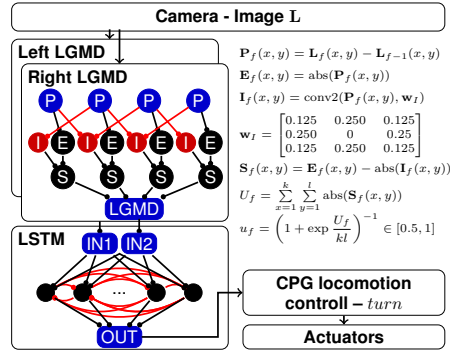 Camera - Image L
Left LGMD
Right LGMD
P P P P
I E I E I E I E
S S S S
LGMD
LSTM
IN1 IN2
...
OUT
P_f(x, y) = L_f(x, y) − L_{f−1}(x, y)
E_f(x, y) = abs(P_f(x, y))
I_f(x, y) = conv2(P_f(x, y), w_I)
w_I = [0.125 0.250 0.125
0.250 0 0.25
0.125 0.250 0.125]
S_f(x, y) = E_f(x, y) − abs(I_f(x, y))
U_f = ∑_{x=1}^{k} ∑_{y=1}^{l} abs(S_f(x, y))
u_f = (1 + exp U_f/kl)^{−1} ∈ [0.5, 1]
CPG locomotion
controll – turn
Actuators